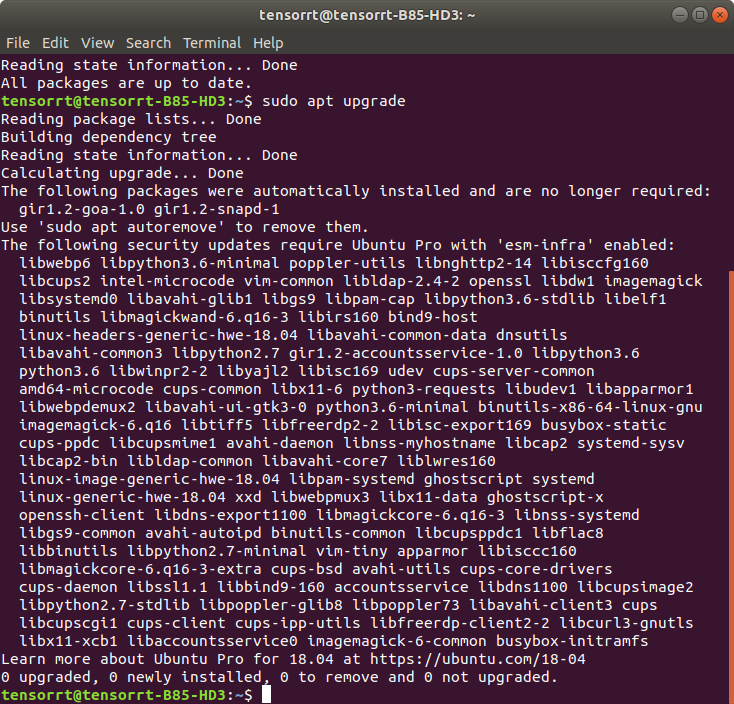 tensorrt@tensorrt-B85-HD3: ~
File Edit View Search Terminal Help
Reading state information... Done
All packages are up to date.
tensorrt@tensorrt-B85-HD3:~$ sudo apt upgrade
Reading package lists... Done
Building dependency tree
Reading state information... Done
Calculating upgrade... Done
The following packages were automatically installed and are no longer required:
  gir1.2-goa-1.0 gir1.2-snapd-1
Use 'sudo apt autoremove' to remove them.
The following security updates require Ubuntu Pro with 'esm-infra' enabled:
  libwebp6 libpython3.6-minimal poppler-utils libnghttp2-14 libisccfg160
  libcups2 intel-microcode vim-common libldap-2.4-2 openssl libdw1 imagemagick
  libsystemd0 libavahi-glib1 libgs9 libpam-cap libpython3.6-stdlib libelf1
  binutils libmagickwand-6.q16-3 libirs160 bind9-host
  linux-headers-generic-hwe-18.04 libavahi-common-data dnsutils
  libavahi-common3 libpython2.7 gir1.2-accountsservice-1.0 libpython3.6
  python3.6 libwinpr2-2 libyajl2 libisc169 udev cups-server-common
  amd64-microcode cups-common libx11-6 python3-requests libudev1 libapparmor1
  libwebpdemux2 libavahi-ui-gtk3-0 python3.6-minimal binutils-x86-64-linux-gnu
  imagemagick-6.q16 libtiff5 libfreerdp2-2 libisc-export169 busybox-static
  cups-ppdc libcupsmime1 avahi-daemon libnss-myhostname libcap2 systemd-sysv
  libcap2-bin libldap-common libavahi-core7 liblwres160
  linux-image-generic-hwe-18.04 libpam-systemd ghostscript systemd
  linux-generic-hwe-18.04 xxd libwebpmux3 libx11-data ghostscript-x
  openssh-client libdns-export1100 libmagickcore-6.q16-3 libnss-systemd
  libgs9-common avahi-autoipd binutils-common libcupsppdc1 libflac8
  libbinutils libpython2.7-minimal vim-tiny apparmor libisccc160
  libmagickcore-6.q16-3-extra cups-bsd avahi-utils cups-core-drivers
  cups-daemon libssl1.1 libbind9-160 accountsservice libdns1100 libcupsimage2
  libpython2.7-stdlib libpoppler-glib8 libpoppler73 libavahi-client3 cups
  libcupscgi1 cups-client cups-ipp-utils libfreerdp-client2-2 libcurl3-gnutls
  libx11-xcb1 libaccountsservice0 imagemagick-6-common busybox-initramfs
Learn more about Ubuntu Pro for 18.04 at https://ubuntu.com/18-04
0 upgraded, 0 newly installed, 0 to remove and 0 not upgraded.
tensorrt@tensorrt-B85-HD3:~$